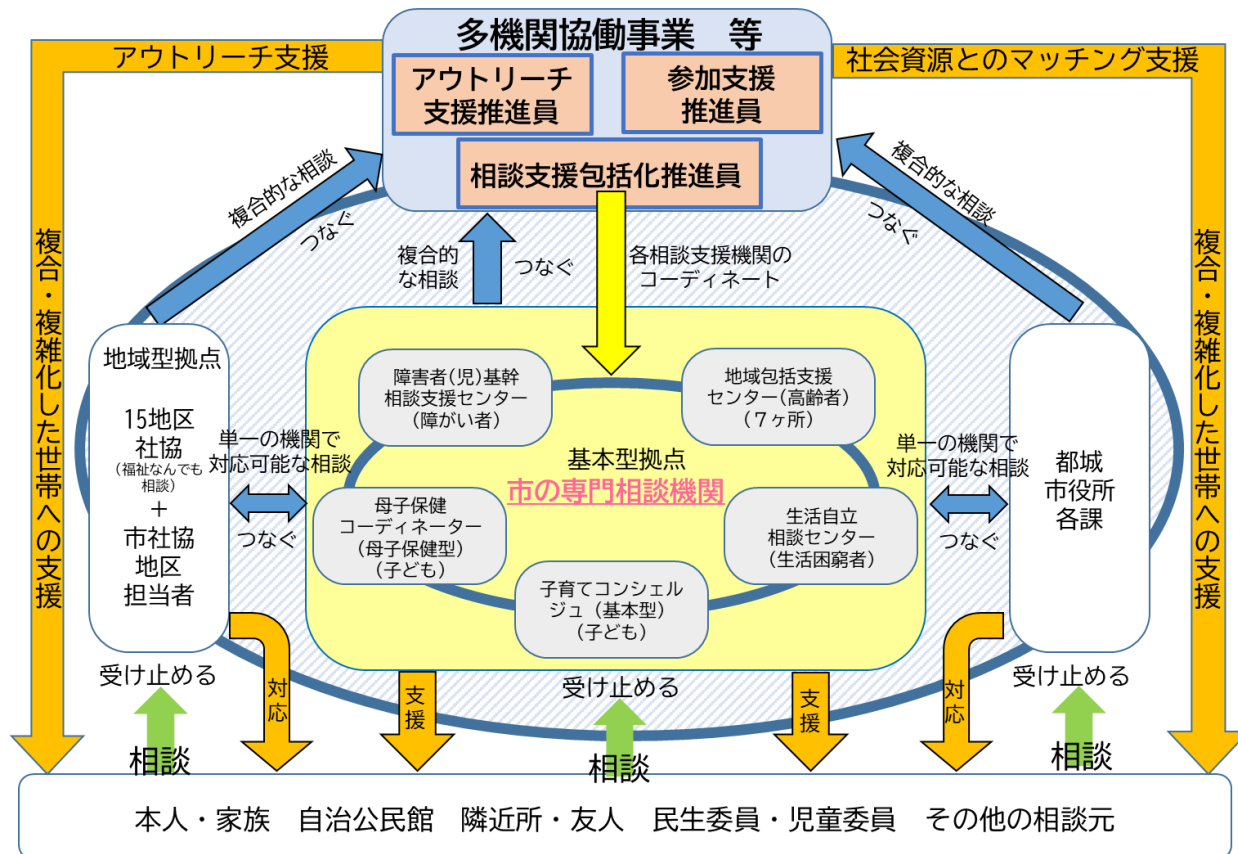 多機関協働事業　等
アウトリーチ支援
社会資源とのマッチング支援
アウトリーチ
支援推進員
参加支援
推進員
相談支援包括化推進員
複合的な相談
つなぐ
複合的
な相談
つなぐ
各相談支援機関の
コーディネート
複合的な相談
つなぐ
複合・複雑化した世帯への支援
複合・複雑化した世帯への支援
地域型拠点
15地区
社協
（福祉なんでも
相談）
＋
市社協
地区
担当者
単一の機関で
対応可能な相談
つなぐ
障害者(児)基幹
相談支援センター
(障がい者)
地域包括支援
センター(高齢者)
(７ヶ所)
基本型拠点
市の専門相談機関
母子保健
コーディネーター
(母子保健型)
(子ども)
生活自立
相談センター
(生活困窮者)
子育てコンシェル
ジュ（基本型）
(子ども)
単一の機関で
対応可能な相談
つなぐ
都城
市役所
各課
受け止める
対応
支援
受け止める
支援
対応
受け止める
相談
相談
相談
本人・家族　自治公民館　隣近所・友人　民生委員・児童委員　その他の相談元